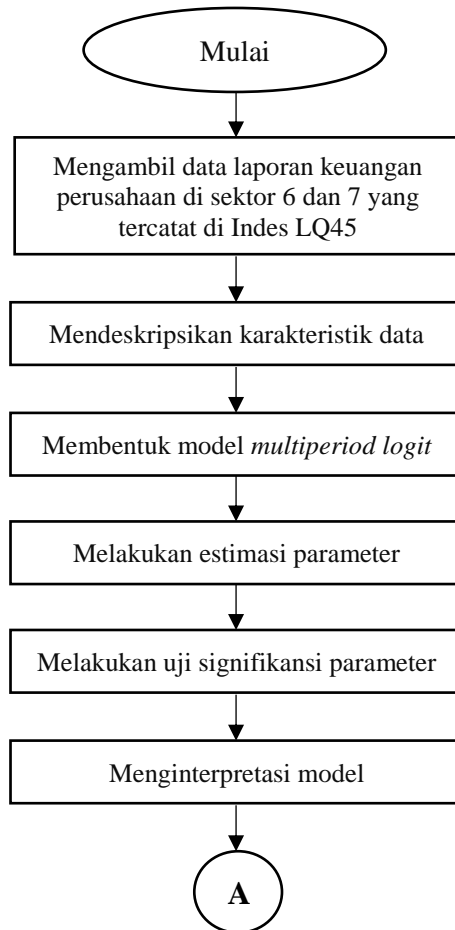 Mulai
Mengambil data laporan keuangan
perusahaan di sektor 6 dan 7 yang
tercatat di Indes LQ45
Mendeskripsikan karakteristik data
Membentuk model multiperiod logit
Melakukan estimasi parameter
Melakukan uji signifikansi parameter
Menginterpretasi model
A